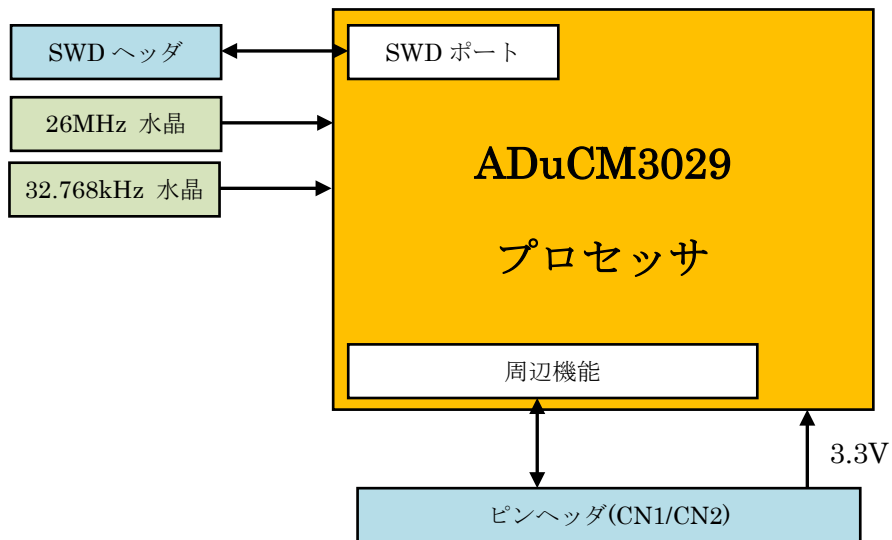 SWD ヘッダ
SWD ポート
26MHz 水晶
32.768kHz 水晶
ADuCM3029
プロセッサ
周辺機能
3.3V
ピンヘッダ(CN1/CN2)